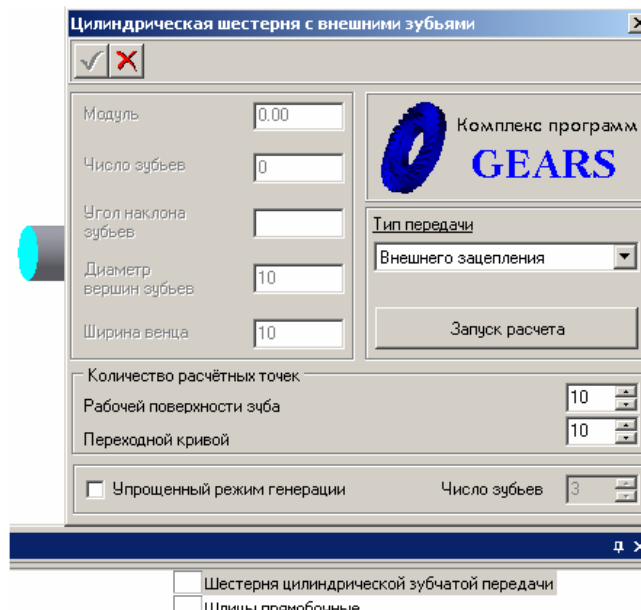 Цилиндрическая шестерня с внешними зубьями
Модуль
0.00
Число зубьев
0
Угол наклона
зубьев
Диаметр
вершин зубьев
10
Ширина венца
10
Комплекс программ
GEARS
Тип передачи
Внешнего зацепления
Запуск расчета
Количество расчётных точек
Рабочей поверхности зуба
10
Переходной кривой
10
Упрощенный режим генерации
Число зубьев
3
Шестерня цилиндрической зубчатой передачи
Шлицы прямобочные